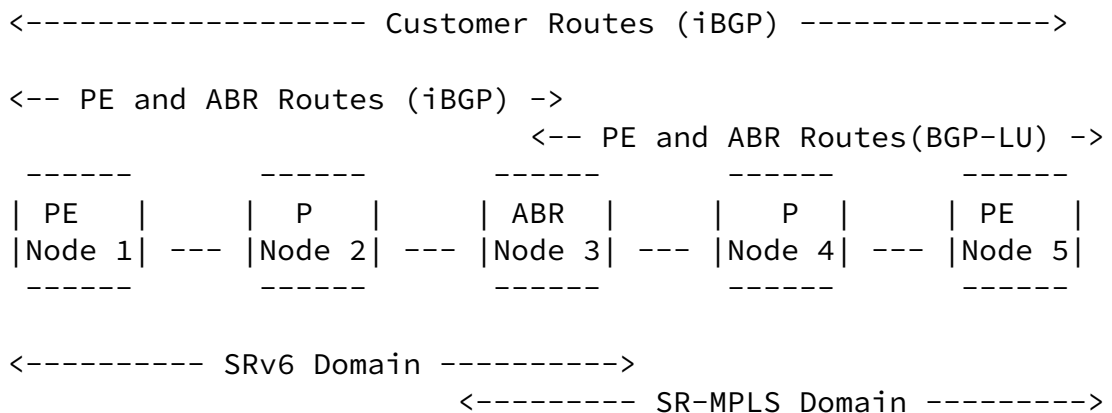 <------------------- Customer Routes (iBGP) -------------->
<-- PE and ABR Routes (iBGP) ->
<-- PE and ABR Routes(BGP-LU) ->
------ ------ ------ ------ ------
| PE | | P | | ABR | | P | | PE |
|Node 1| --- |Node 2| --- |Node 3| --- |Node 4| --- |Node 5|
------ ------ ------ ------ ------
<---------- SRv6 Domain ---------->
<--------- SR-MPLS Domain --------->